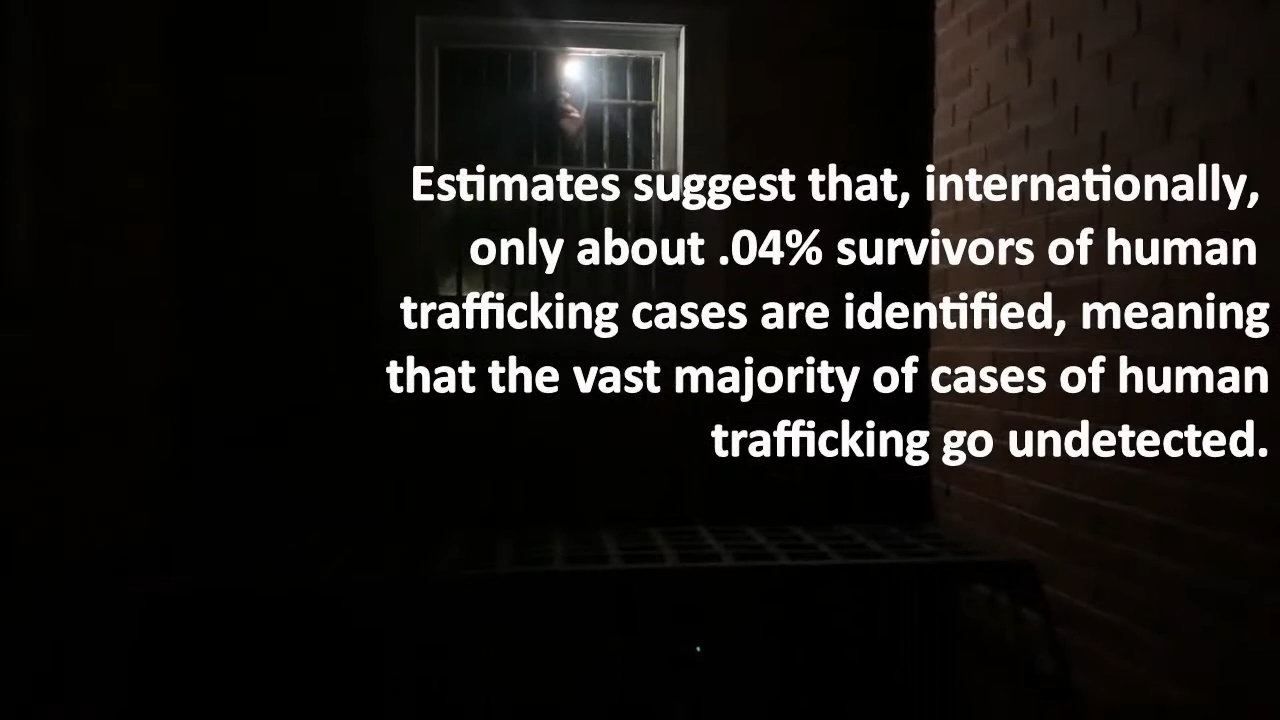 Estimates suggest that, internationally,
only about .04% survivors of human
trafficking cases are identified, meaning
that the vast majority of cases of human
trafficking go undetected.